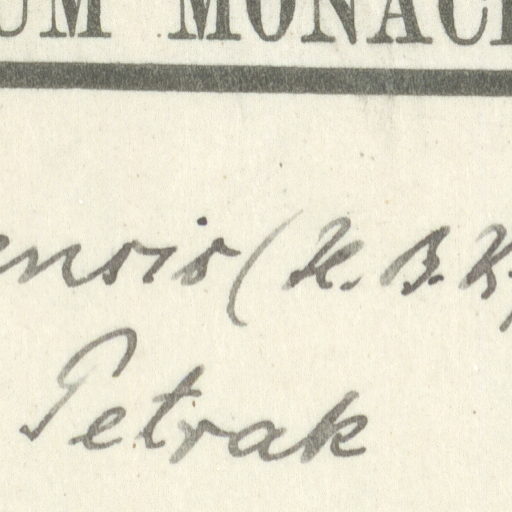 UM MONAC
ensis (H. B. K.
Petrak